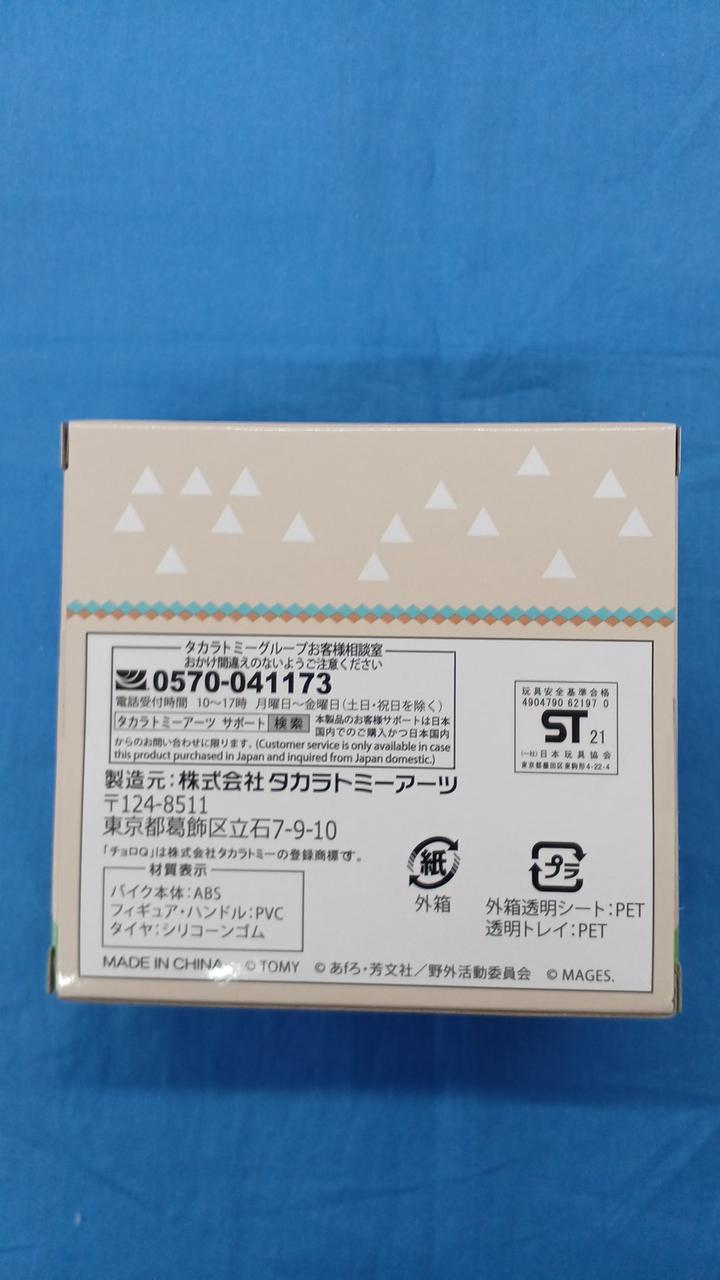 タカラトミーグループお客様相談室
おかけ間違えのないようご注意ください
0570-041173
電話受付時間 10〜17時 月曜日〜金曜日(土日・祝日を除く)
タカラトミーアーツ サポート 検索
本製品のお客様サポートは日本
国内でのご購入かつ日本国内
からのお問い合わせに限ります。(Customer service is only available in case
this product purchased in Japan and inquired from Japan domestic.)
玩具安全基準合格
4904790 62197 0
ST 21
(一社)日本玩具協会
東京都墨田区東駒形4-22-4
製造元:株式会社タカラトミーアーツ
〒124-8511
東京都葛飾区立石7-9-10
「チョロQ」は株式会社タカラトミーの登録商標です。
材質表示
バイク本体:ABS
フィギュア・ハンドル:PVC
タイヤ:シリコーンゴム
紙
外箱
プラ
外箱透明シート:PET
透明トレイ:PET
MADE IN CHINA © TOMY © あfろ・芳文社/野外活動委員会 © MAGES.